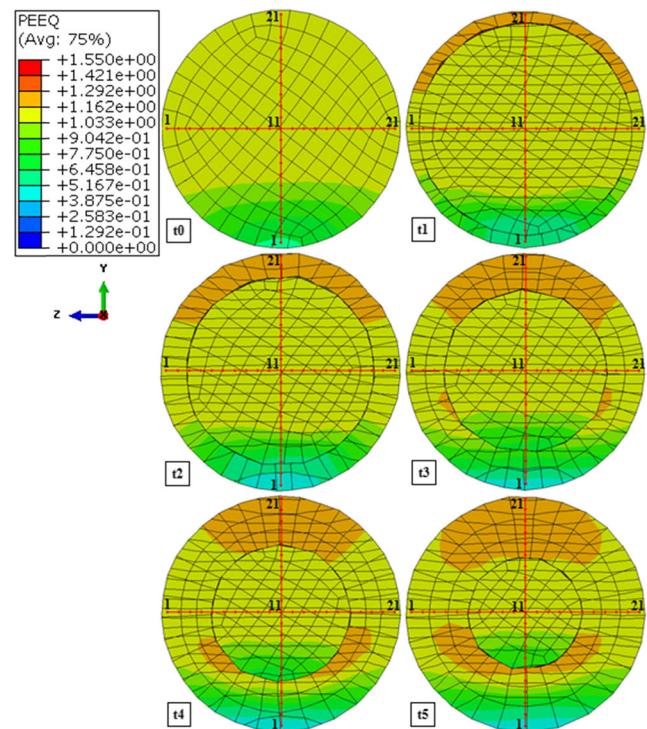 PEEQ
(Avg: 75%)
+1.550e+00
+1.421e+00
+1.292e+00
+1.162e+00
+1.033e+00
+9.042e-01
+7.750e-01
+6.458e-01
+5.167e-01
+3.875e-01
+2.583e-01
+1.292e-01
+0.000e+00
Y
Z
X
21
1 11 21
1
t0
21
1 11 21
1
t1
21
1 11 21
1
t2
21
1 11 21
1
t3
21
1 11 21
1
t4
21
1 11 21
1
t5